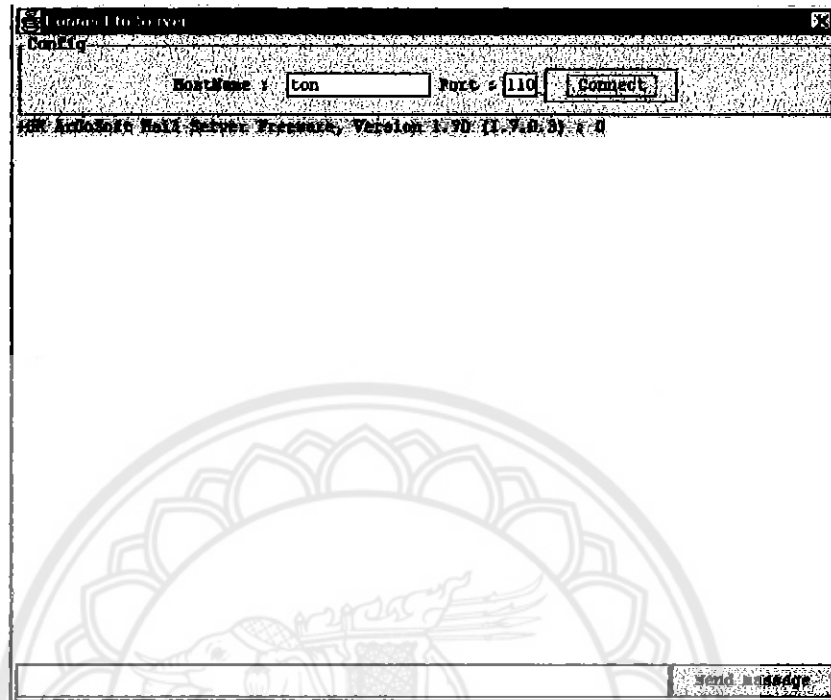 Connect to Server
Config
HostName : ton Port : 110 Connect
+OK ArGoSoft Mail Server Freeware, Version 1.70 (1.7.0.3) : 0
Send message